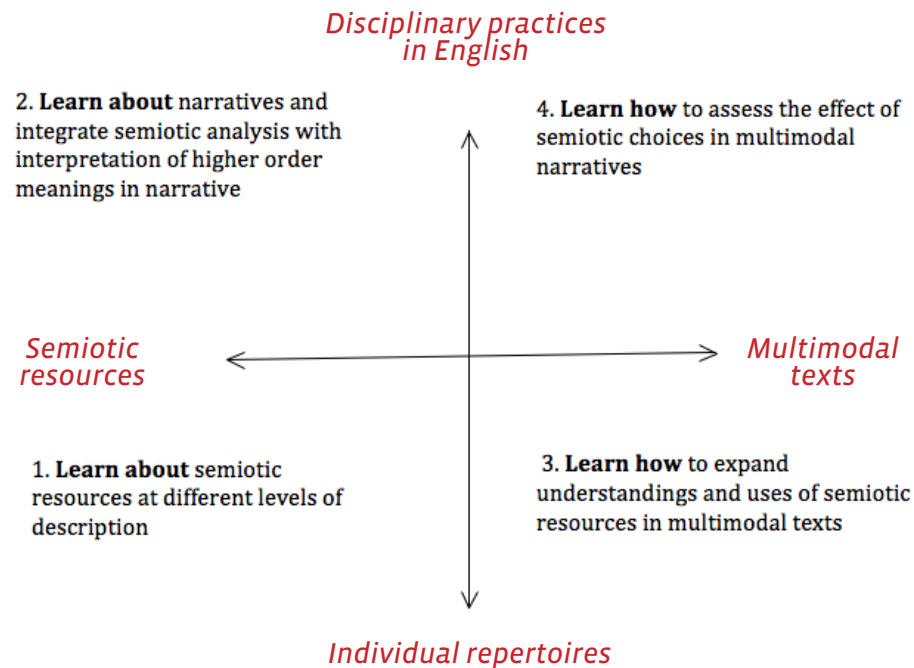 Disciplinary practices
in English
2. Learn about narratives and
integrate semiotic analysis with
interpretation of higher order
meanings in narrative
4. Learn how to assess the effect of
semiotic choices in multimodal
narratives
Semiotic
resources
Multimodal
texts
1. Learn about semiotic
resources at different levels of
description
3. Learn how to expand
understandings and uses of semiotic
resources in multimodal texts
Individual repertoires